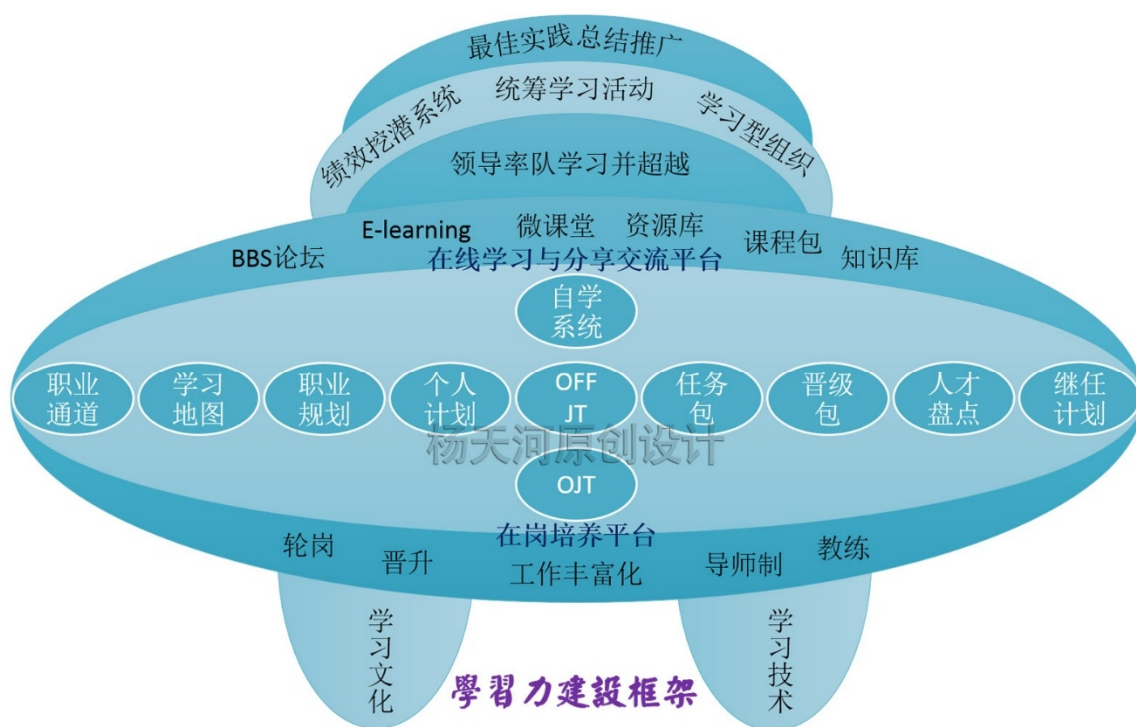 最佳实践总结推广
统筹学习活动
绩效挖潜系统
学习型组织
领导率队学习并超越
E-learning
微课堂
资源库
BBS论坛
课程包
知识库
在线学习与分享交流平台
自学
系统
职业
通道
学习
地图
职业
规划
个人
计划
OFF
JT
任务
包
晋级
包
人才
盘点
继任
计划
杨天河原创设计
OJT
在岗培养平台
轮岗
晋升
工作丰富化
导师制
教练
学习文化
学习技术
學習力建設框架